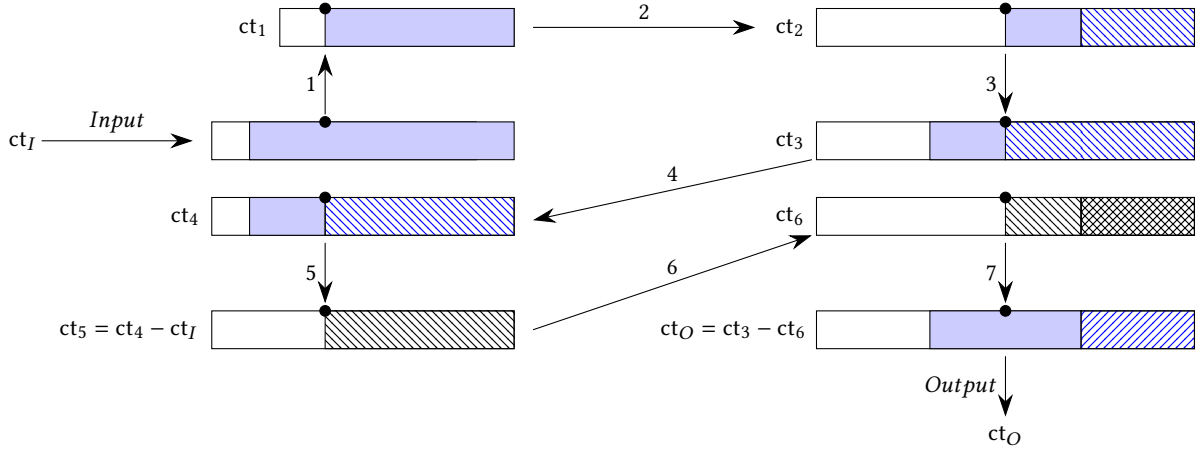 ct₁
2
ct₂
1
3
ct_I
Input
ct₃
4
ct₄
ct₆
5
6
7
ct₅ = ct₄ − ct_I
ct_O = ct₃ − ct₆
Output
ct_O